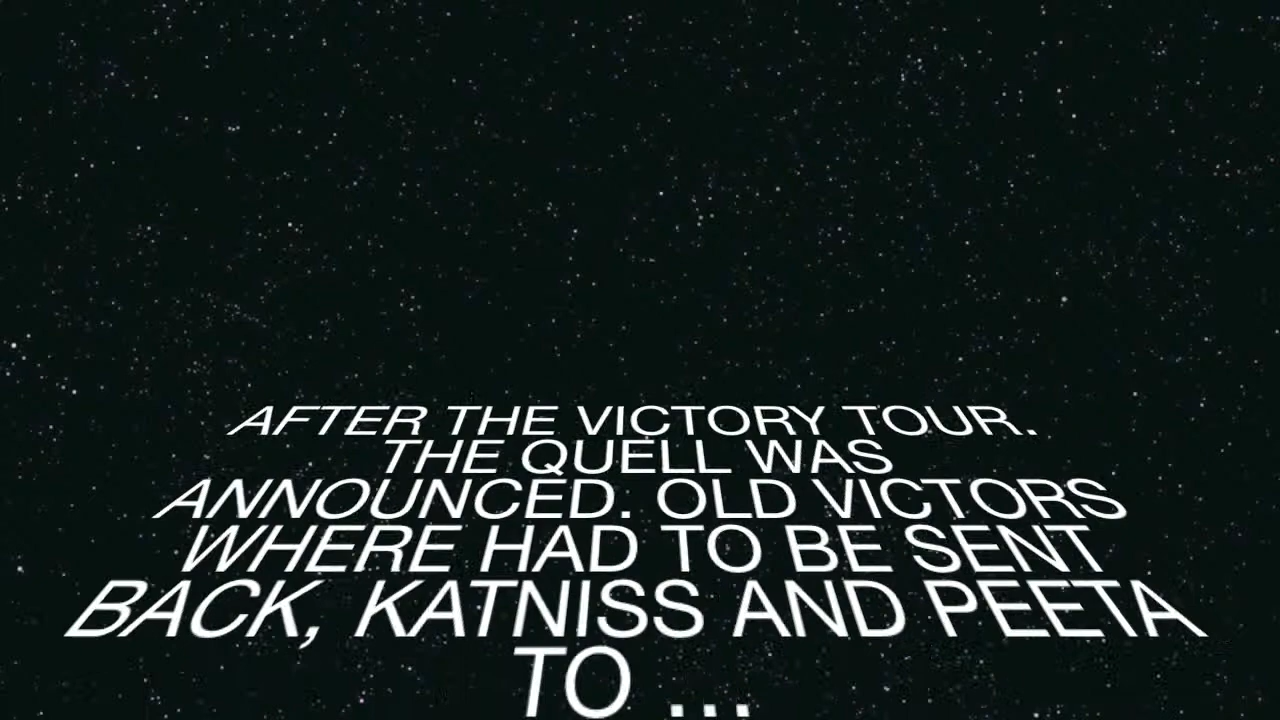 AFTER THE VICTORY TOUR.
THE QUELL WAS
ANNOUNCED. OLD VICTORS
WHERE HAD TO BE SENT
BACK, KATNISS AND PEETA
TO ...